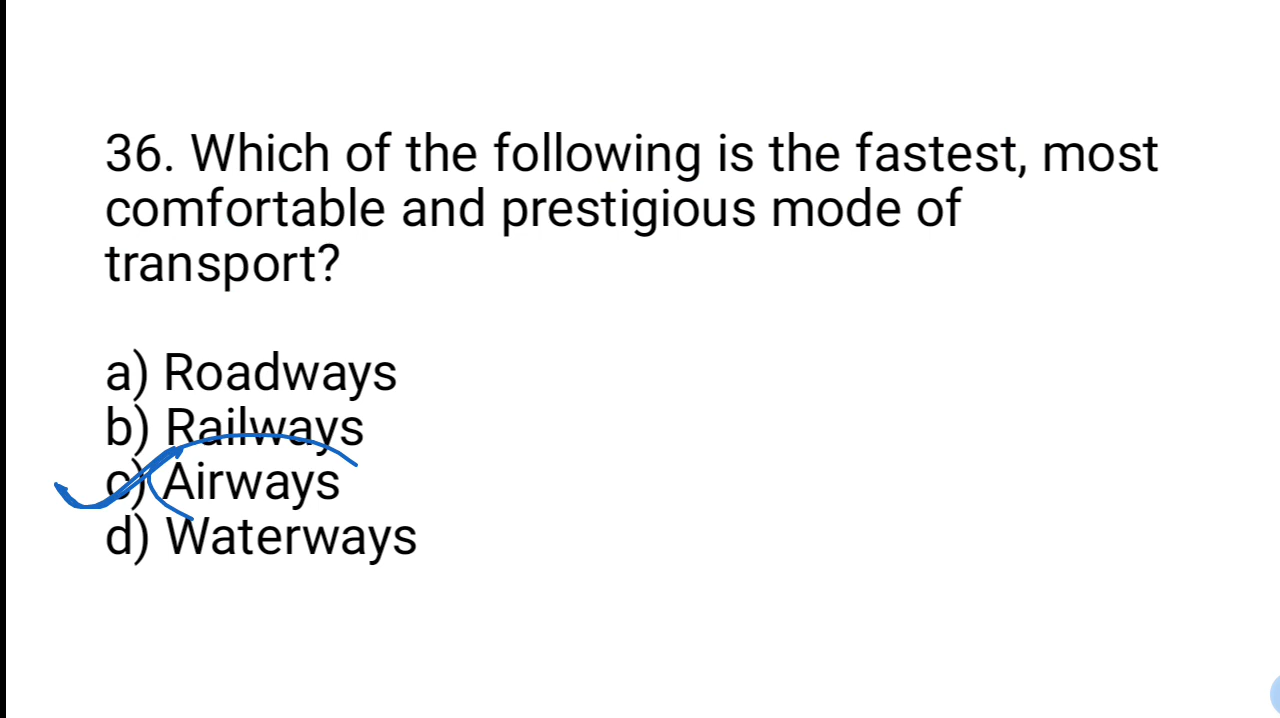 36. Which of the following is the fastest, most
comfortable and prestigious mode of
transport?
a) Roadways
b) Railways
c) Airways
d) Waterways